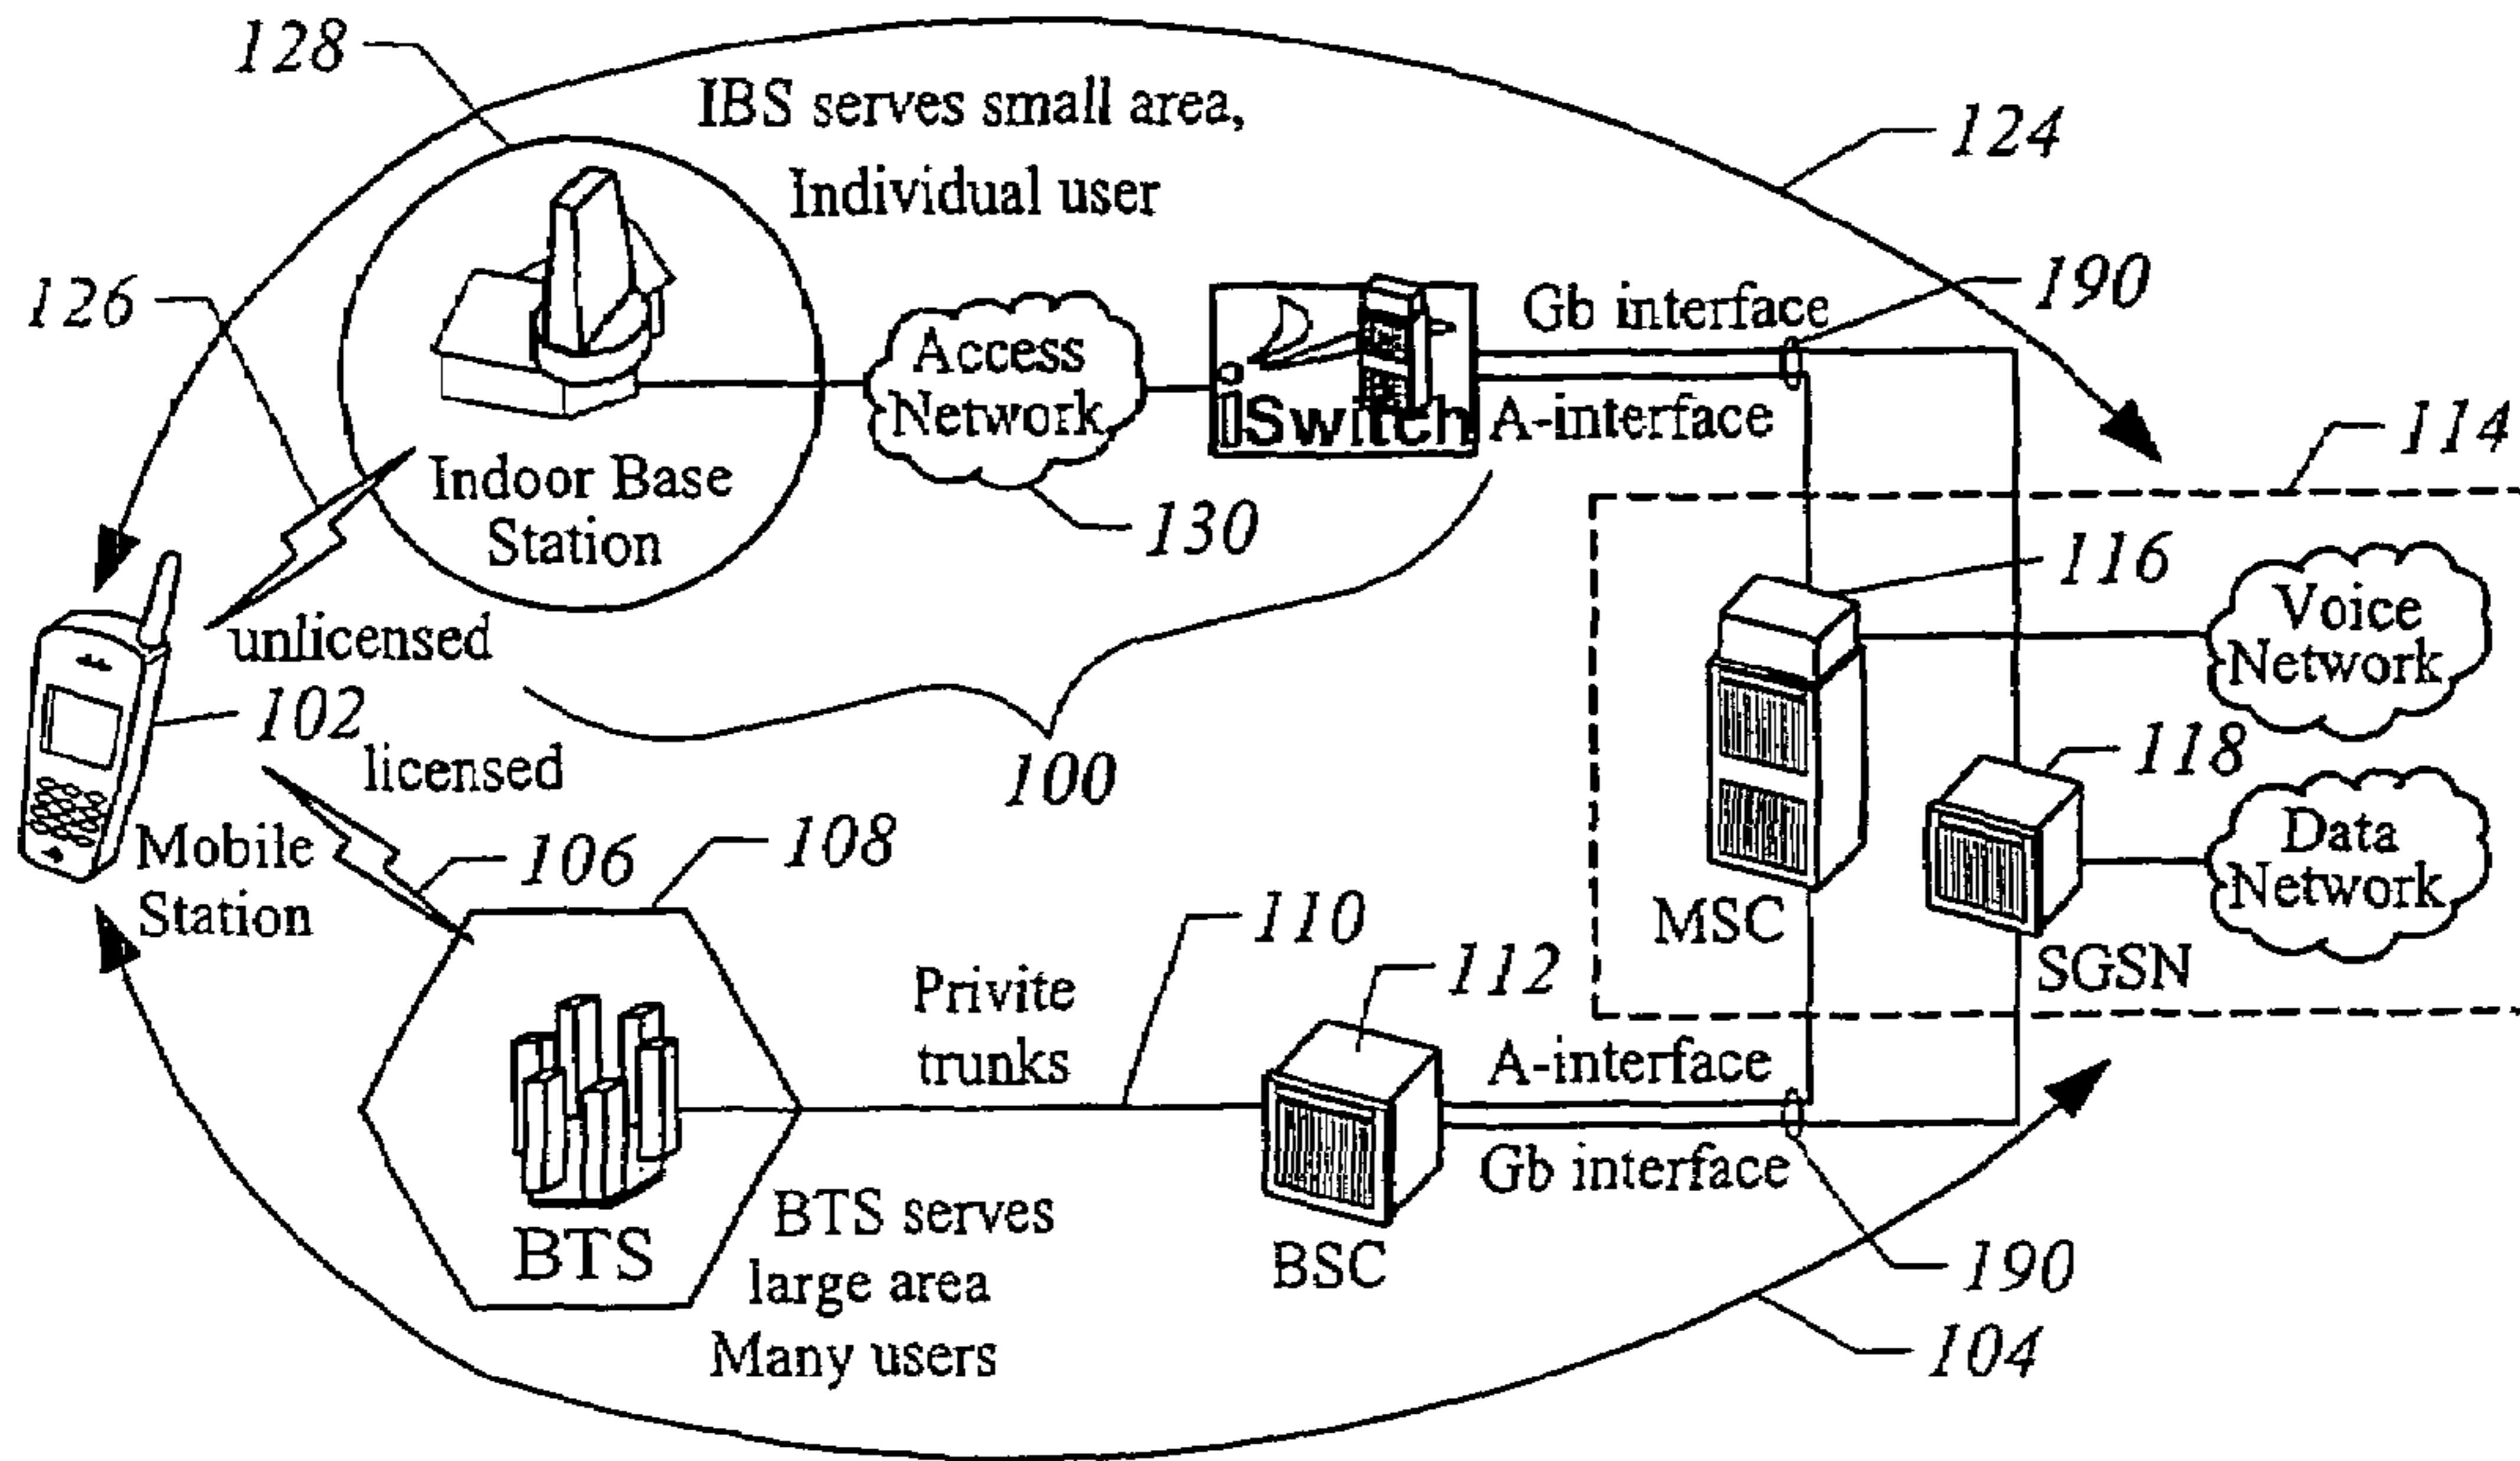 128
IBS serves small area,
Individual user
124
126
190
Gb interface
Access
Network
iSwitch
A-interface
114
Indoor Base
Station
130
116
Voice
Network
unlicensed
102
licensed
100
118
Mobile
Station
106
108
Data
Network
MSC
SGSN
110
112
Privite
trunks
A-interface
Gb interface
BTS
BTS serves
large area
Many users
BSC
190
104